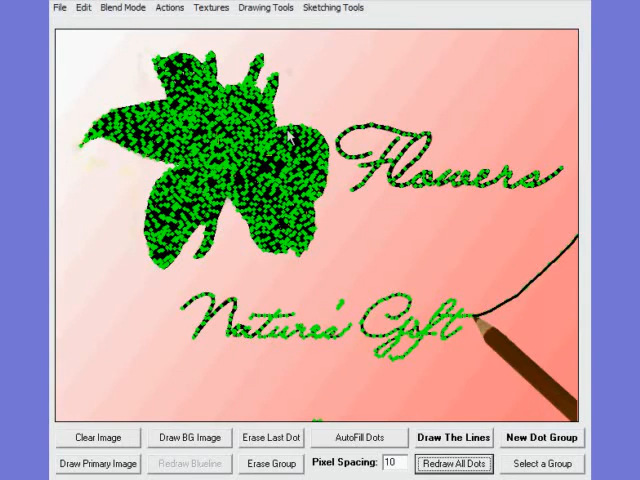 File Edit Blend Mode Actions Textures Drawing Tools Sketching Tools
Flowers
Nature's Gift
Clear Image Draw BG Image Erase Last Dot AutoFill Dots Draw The Lines New Dot Group
Draw Primary Image Redraw Blueline Erase Group Pixel Spacing: 10 Redraw All Dots Select a Group